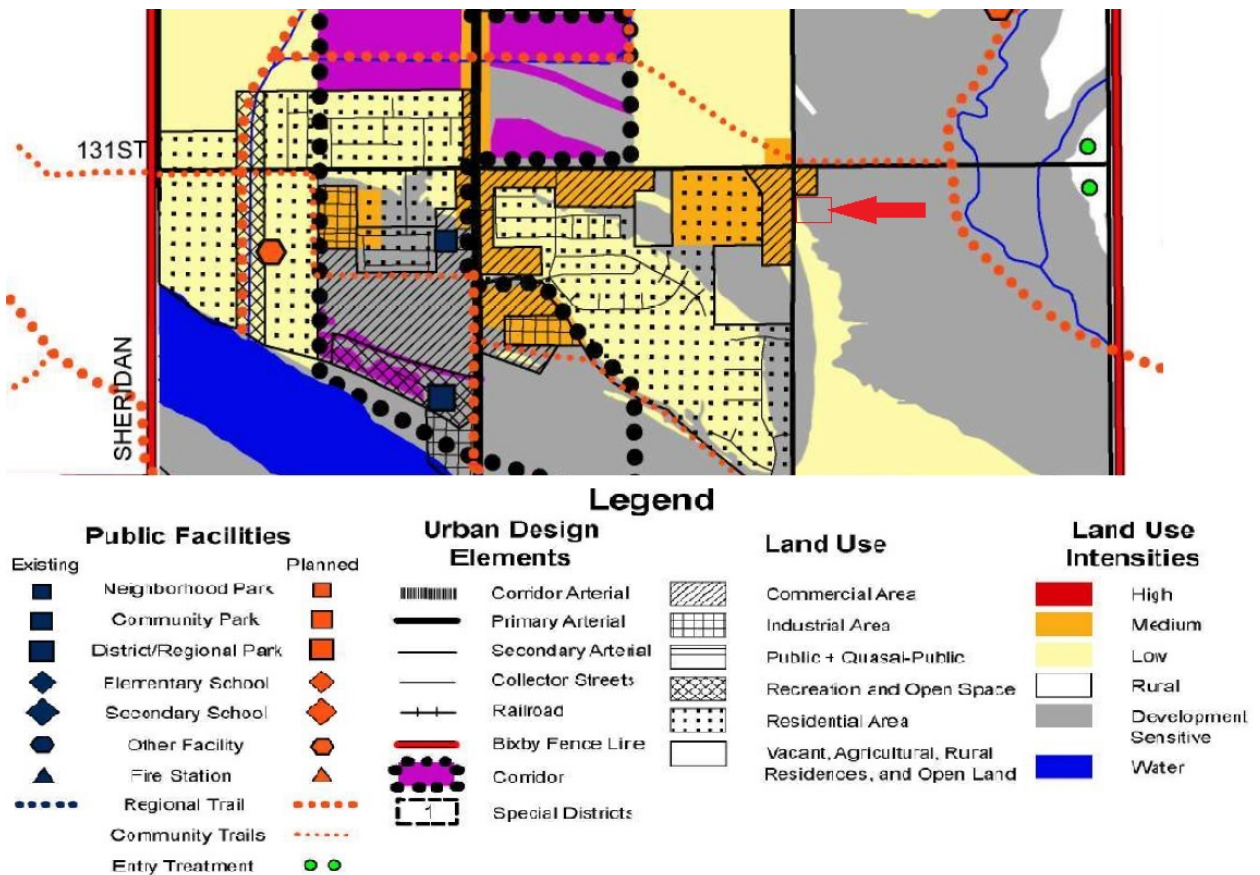 131ST
SHERIDAN
Legend
Public Facilities
Existing
Planned
Neighborhood Park
Community Park
District/Regional Park
Elementary School
Secondary School
Other Facility
Fire Station
Regional Trail
Community Trails
Entry Treatment
Urban Design
Elements
Corridor Arterial
Primary Arterial
Secondary Arterial
Collector Streets
Railroad
Bixby Fence Line
Corridor
1
Special Districts
Land Use
Commercial Area
Industrial Area
Public + Quasai-Public
Recreation and Open Space
Residential Area
Vacant, Agricultural, Rural
Residences, and Open Land
Land Use
Intensities
High
Medium
Low
Rural
Development
Sensitive
Water